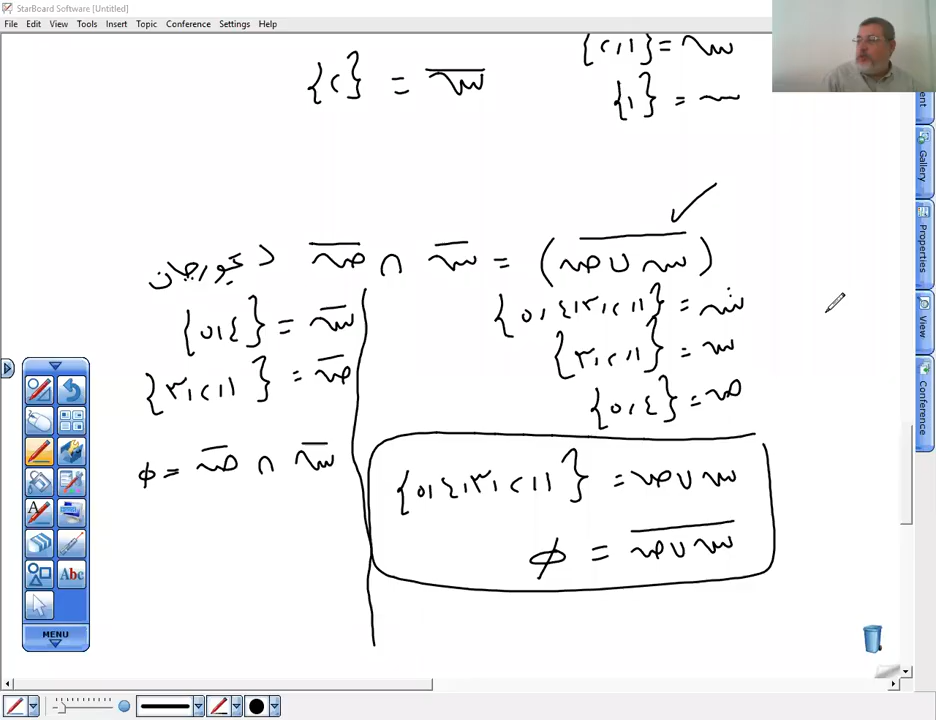 StarBoard Software [Untitled]
File Edit View Tools Insert Topic Conference Settings Help
{١،٢} = س
{١} = ص
{٢} = س̅
(س ∪ ص)̅ = س̅ ∩ ص̅ ديمورجان
ش = {١،٢،٣،٤،٥}
س = {١،٢،٣}
ص = {٤،٥}
س ∪ ص = {١،٢،٣،٤،٥}
(س ∪ ص)̅ = ϕ
س̅ = {٤،٥}
ص̅ = {١،٢،٣}
س̅ ∩ ص̅ = ϕ
Gallery
Properties
View
Conference
Abc
MENU